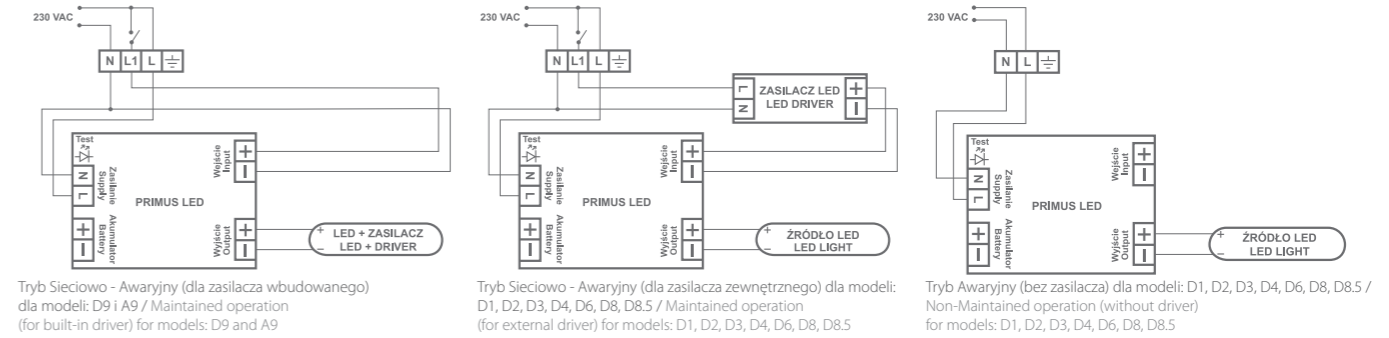 230 VAC
N L1 L
Test
N
L
Zasilanie
Supply
Akumulator
Battery
+
−
PRIMUS LED
Wejście
Input
+
−
Wyjście
Output
+
−
+
−
LED + ZASILACZ
LED + DRIVER
Tryb Sieciowo - Awaryjny (dla zasilacza wbudowanego)
dla modeli: D9 i A9 / Maintained operation
(for built-in driver) for models: D9 and A9
230 VAC
N L1 L
L
N
ZASILACZ LED
LED DRIVER
+
−
Test
N
L
Zasilanie
Supply
Akumulator
Battery
+
−
PRIMUS LED
Wejście
Input
+
−
Wyjście
Output
+
−
+
−
ŹRÓDŁO LED
LED LIGHT
Tryb Sieciowo - Awaryjny (dla zasilacza zewnętrznego) dla modeli:
D1, D2, D3, D4, D6, D8, D8.5 / Maintained operation
(for external driver) for models: D1, D2, D3, D4, D6, D8, D8.5
230 VAC
N L
Test
N
L
Zasilanie
Supply
Akumulator
Battery
+
−
PRIMUS LED
Wejście
Input
+
−
Wyjście
Output
+
−
+
−
ŹRÓDŁO LED
LED LIGHT
Tryb Awaryjny (bez zasilacza) dla modeli: D1, D2, D3, D4, D6, D8, D8.5 /
Non-Maintained operation (without driver)
for models: D1, D2, D3, D4, D6, D8, D8.5